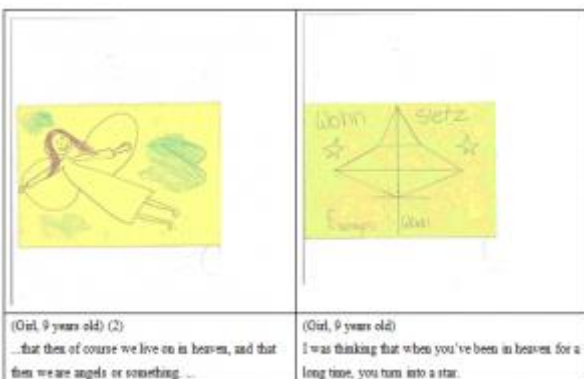 Wohn sietz
(Girl, 9 years old) (2)
...that then of course we live on in heaven, and that
then we are angels or something ...
(Girl, 9 years old)
I was thinking that when you've been in heaven for a
long time, you turn into a star.